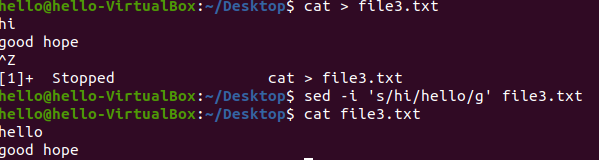 hello@hello-VirtualBox:~/Desktop$ cat > file3.txt
hi
good hope
^Z
[1]+  Stopped                 cat > file3.txt
hello@hello-VirtualBox:~/Desktop$ sed -i 's/hi/hello/g' file3.txt
hello@hello-VirtualBox:~/Desktop$ cat file3.txt
hello
good hope